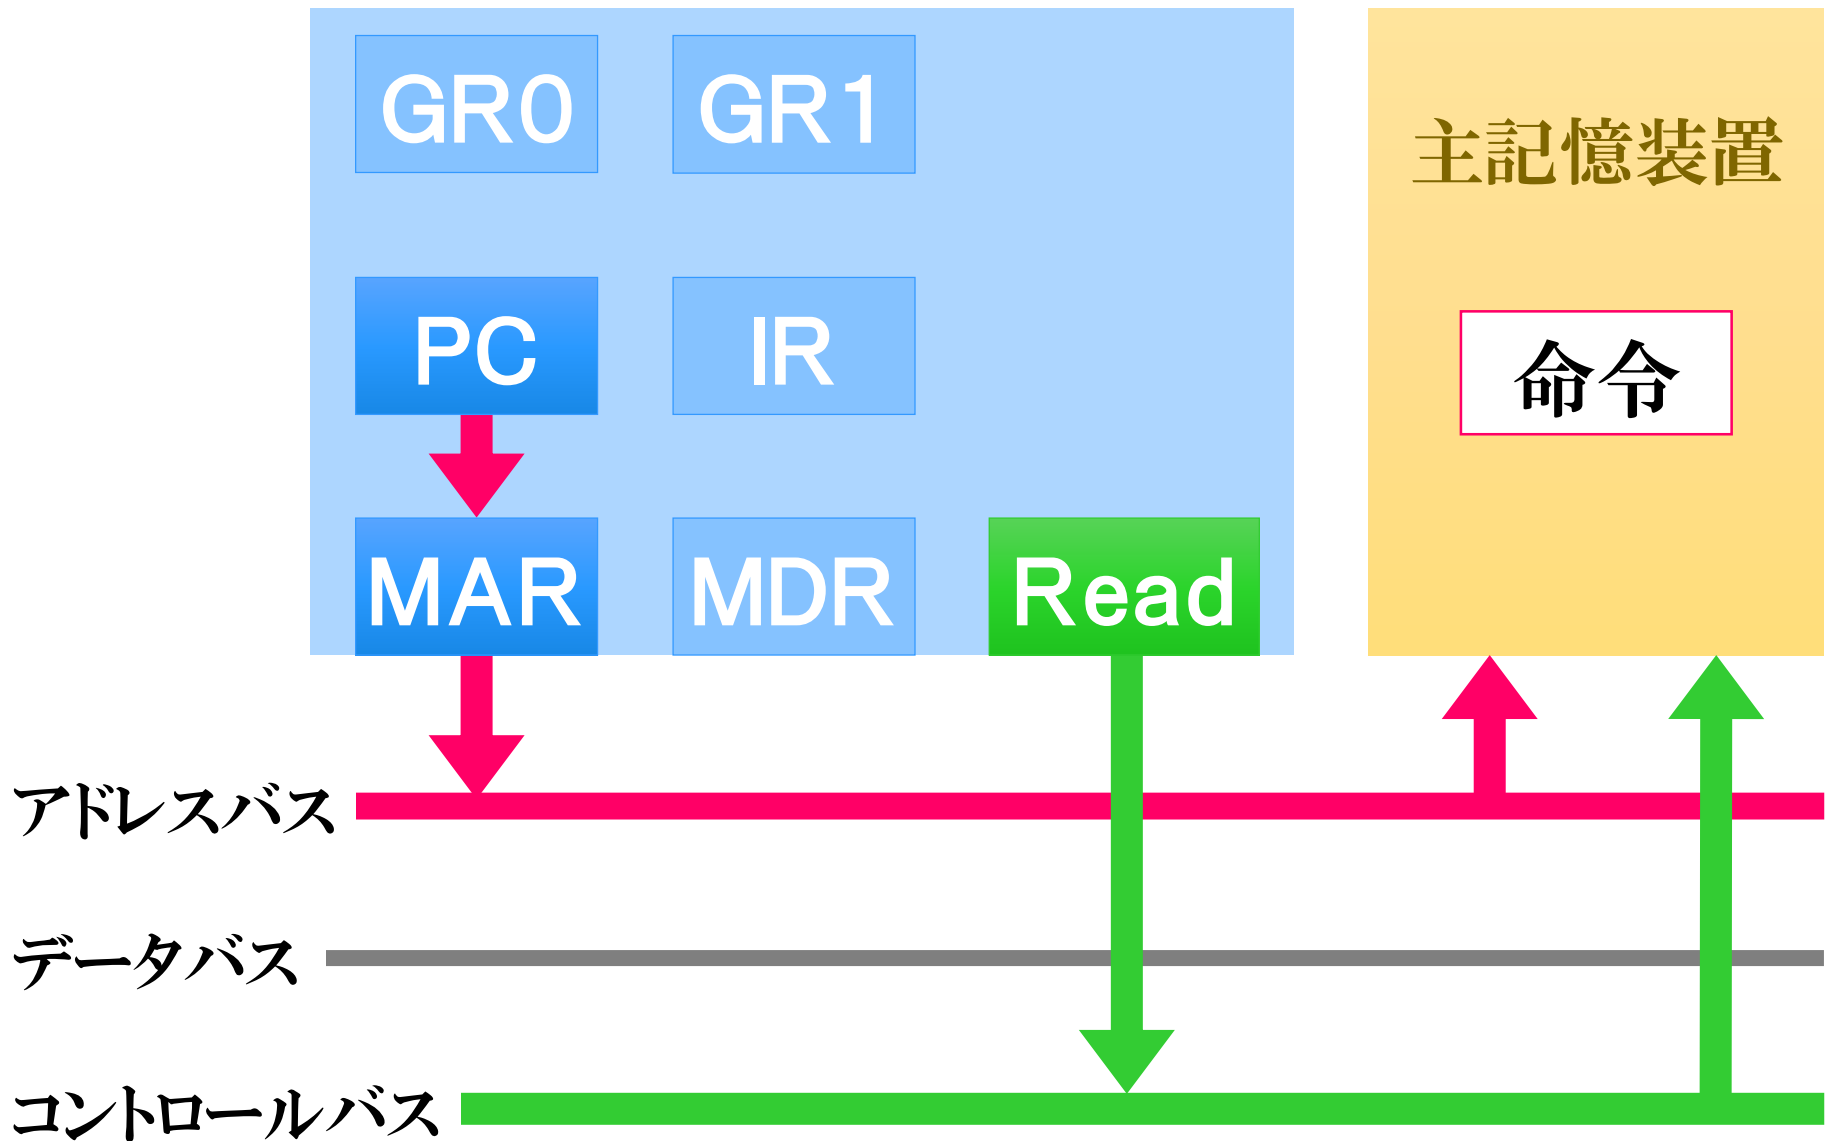 GR0
GR1
主記憶装置
PC
IR
命令
MAR
MDR
Read
アドレスバス
データバス
コントロールバス